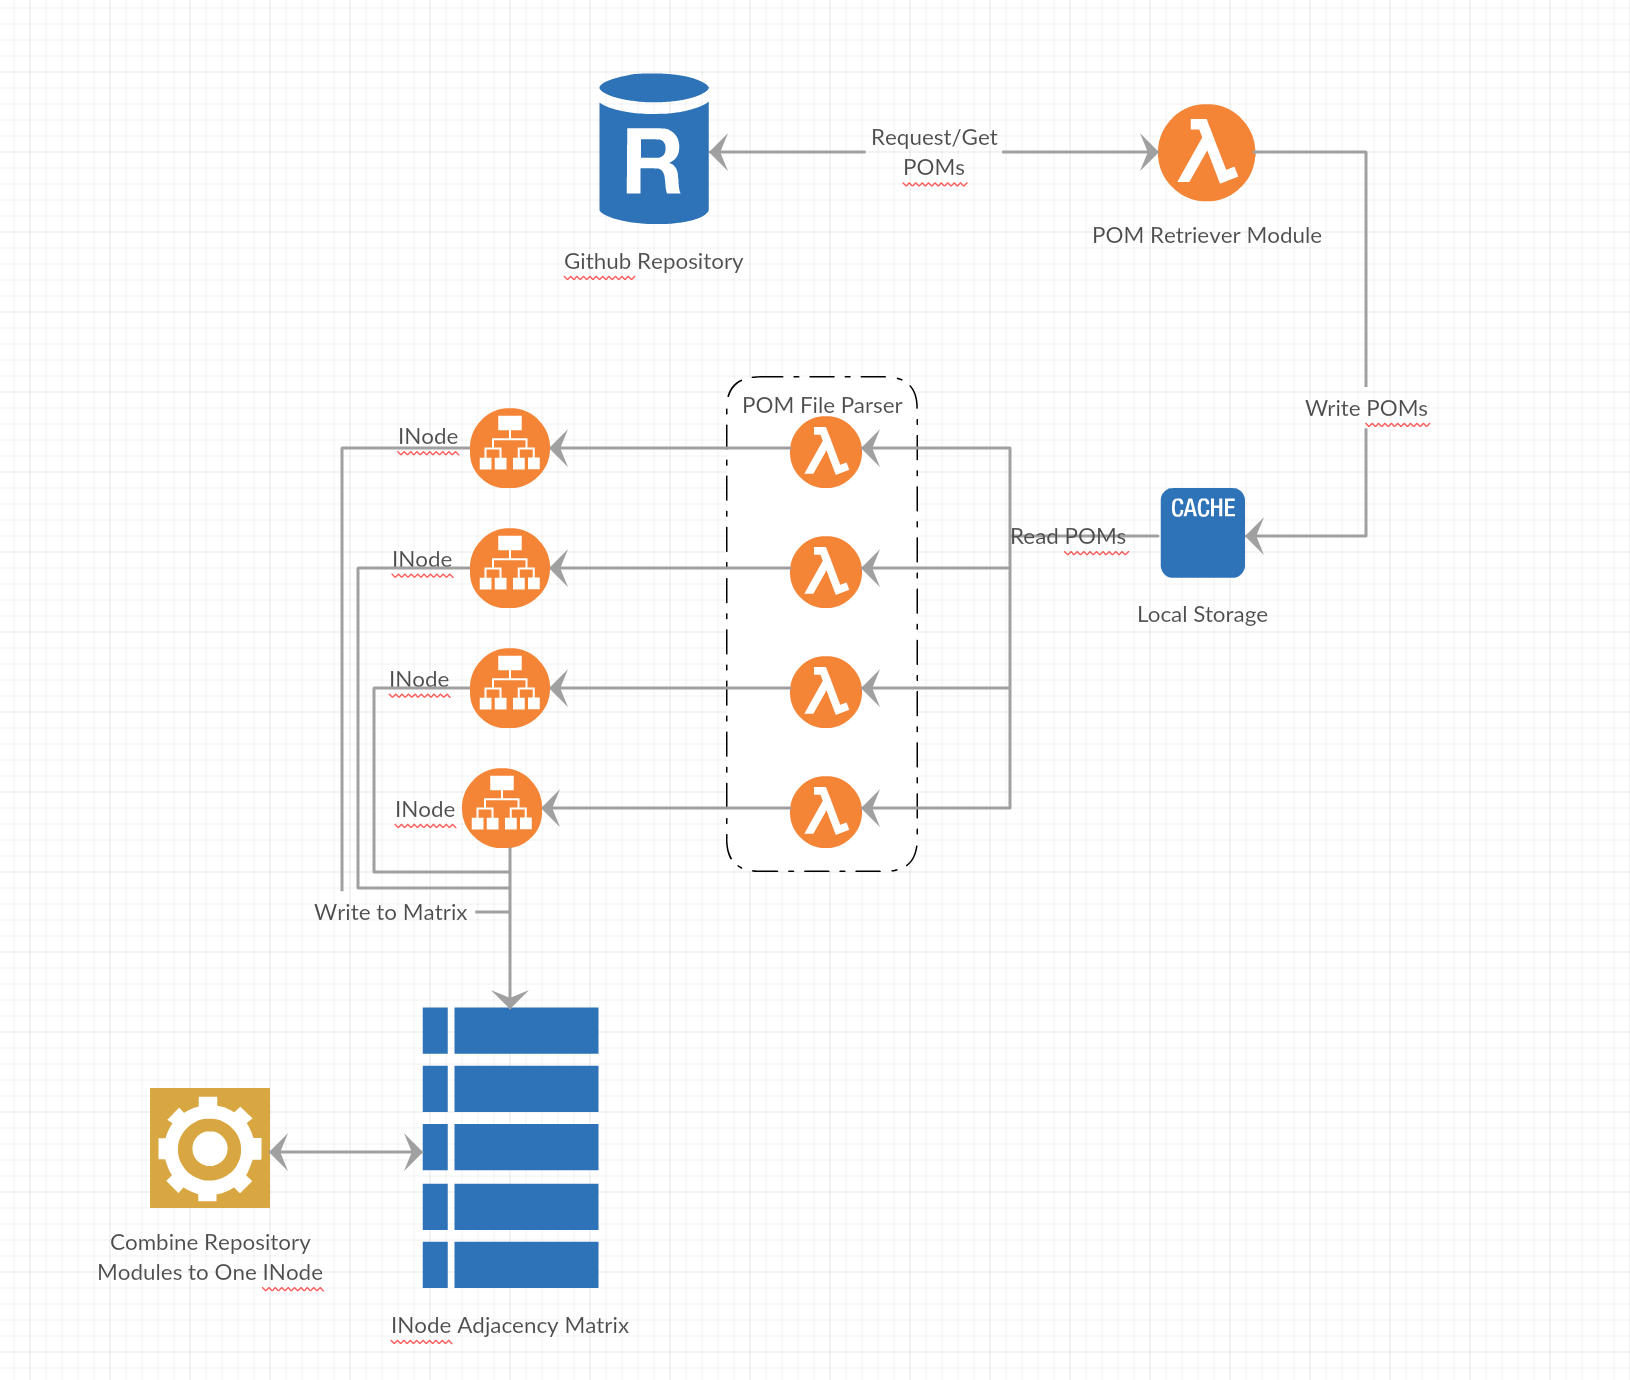 R
Request/Get
POMs
λ
POM Retriever Module
Github Repository
POM File Parser
Write POMs
INode
λ
CACHE
Read POMs
INode
λ
Local Storage
INode
λ
INode
λ
Write to Matrix
Combine Repository
Modules to One INode
INode Adjacency Matrix